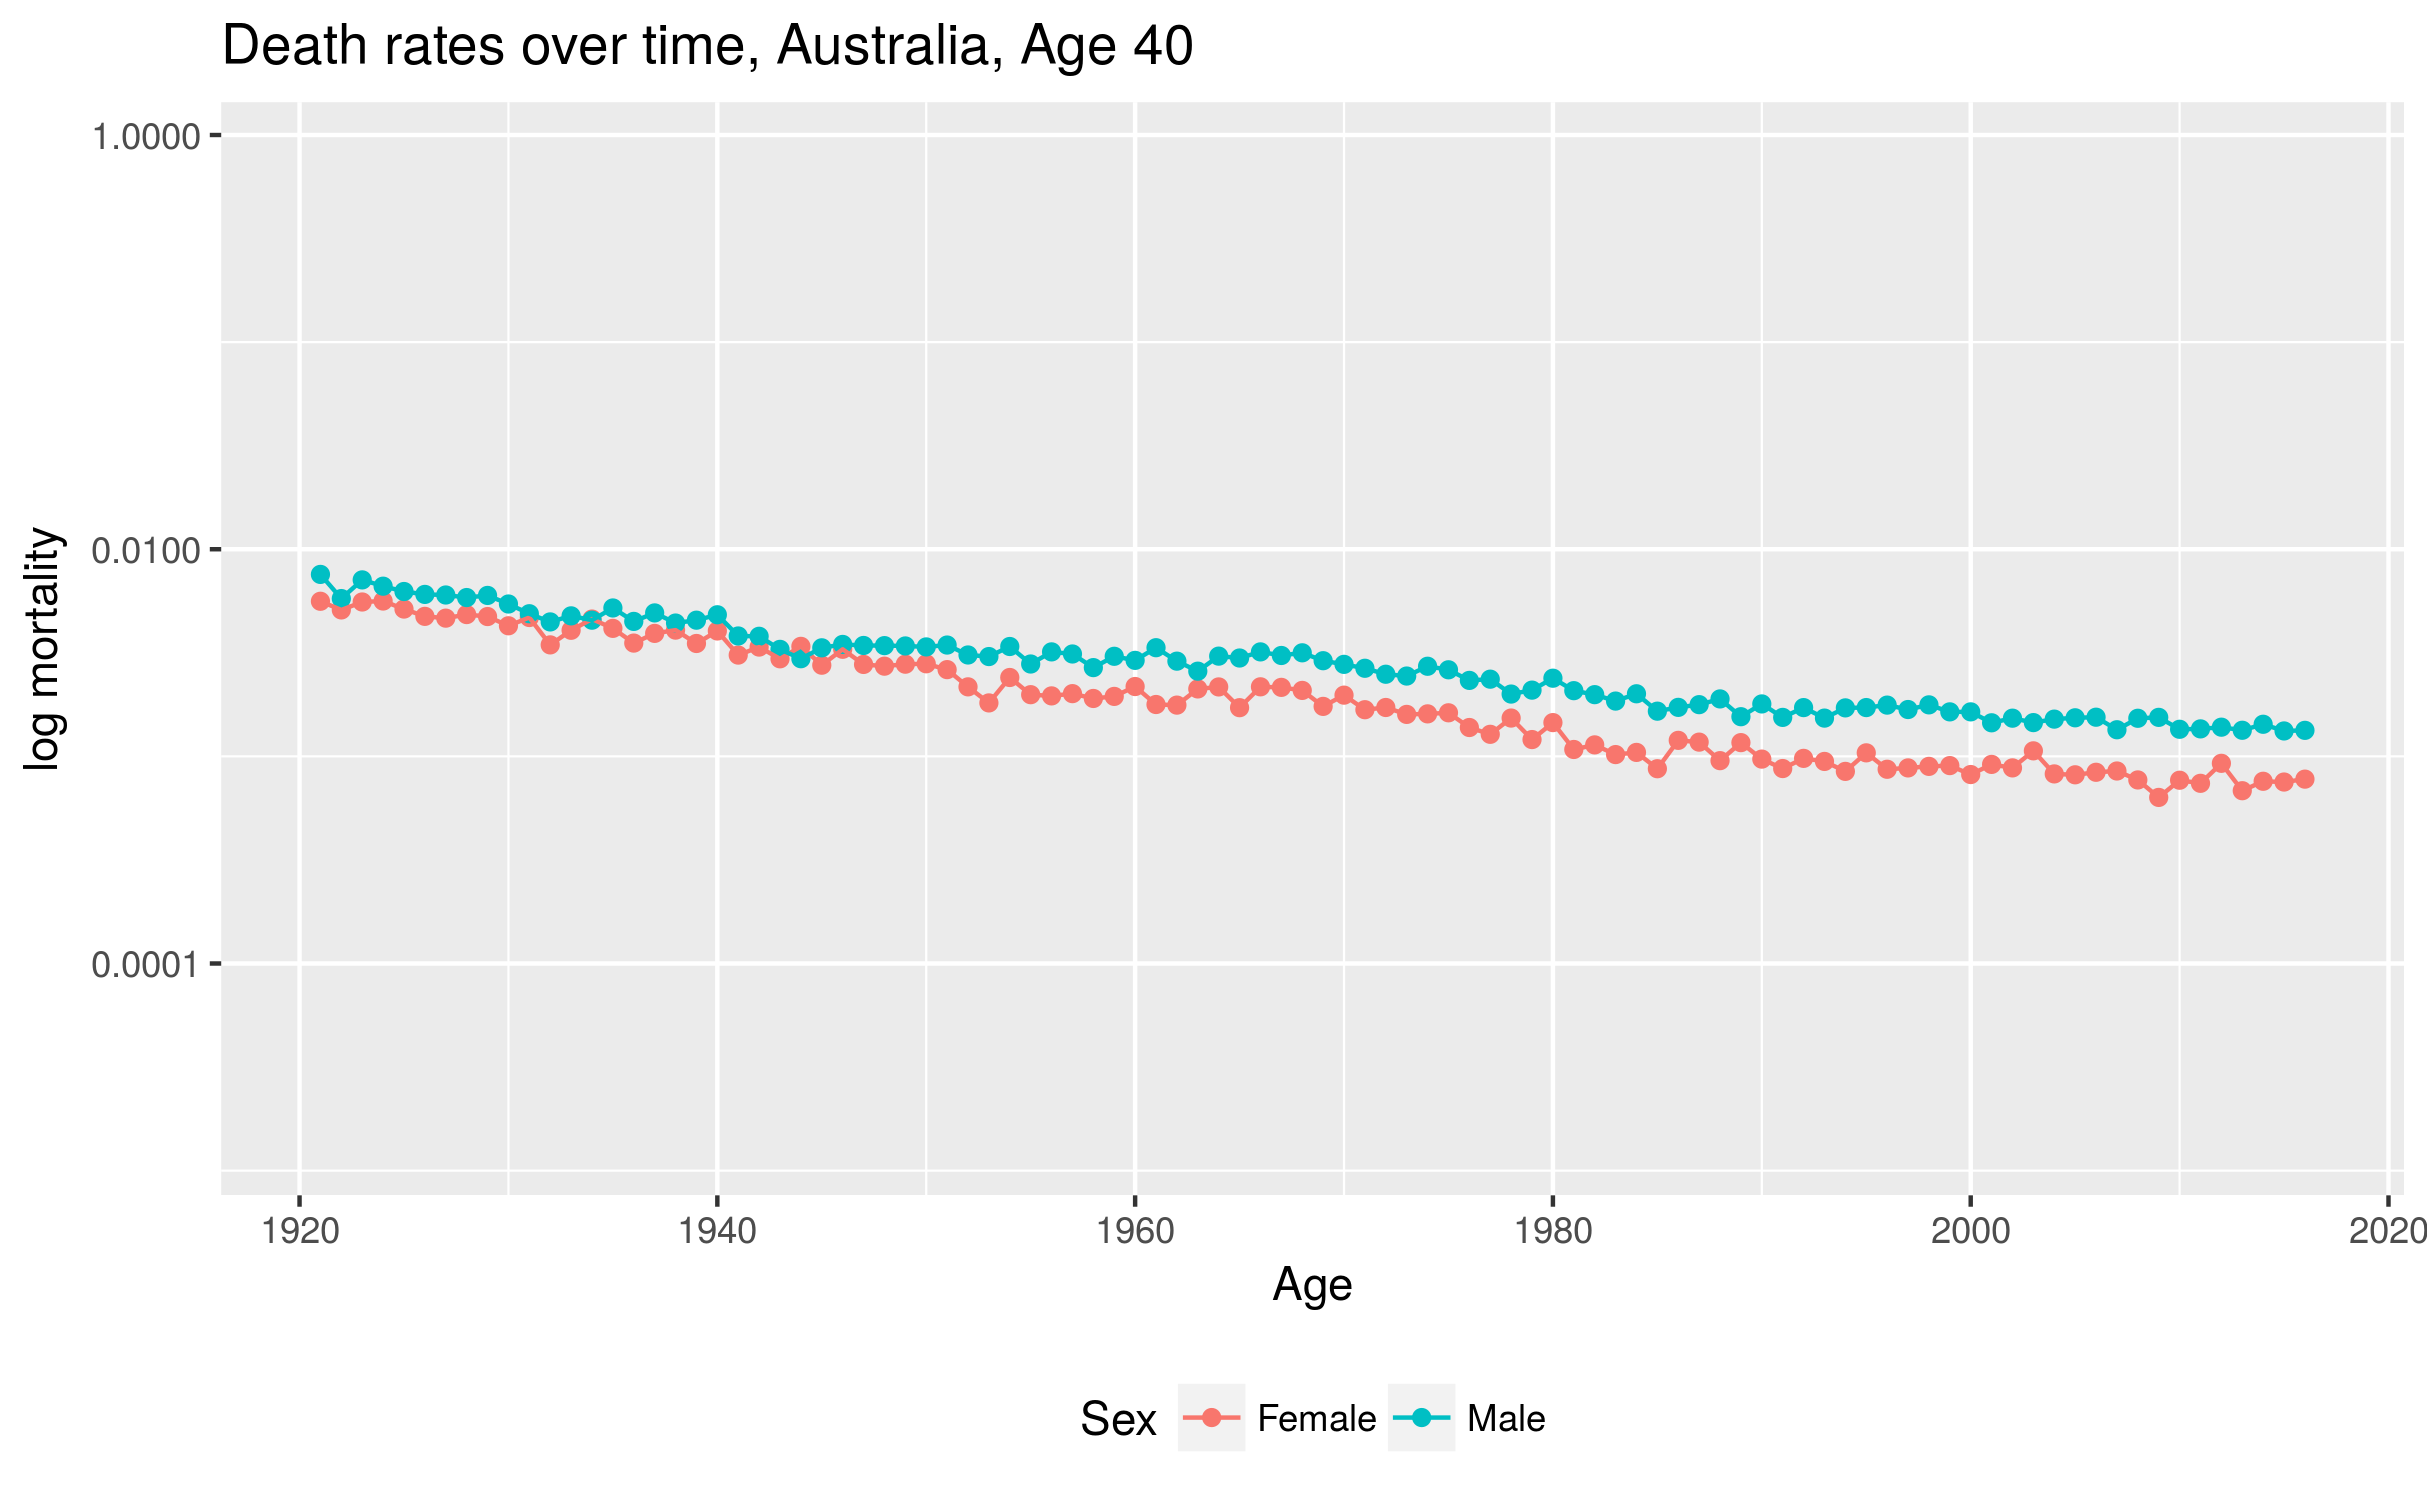 Death rates over time, Australia, Age 40
log mortality
1.0000
0.0100
0.0001
1920 1940 1960 1980 2000 2020
Age
Sex Female Male